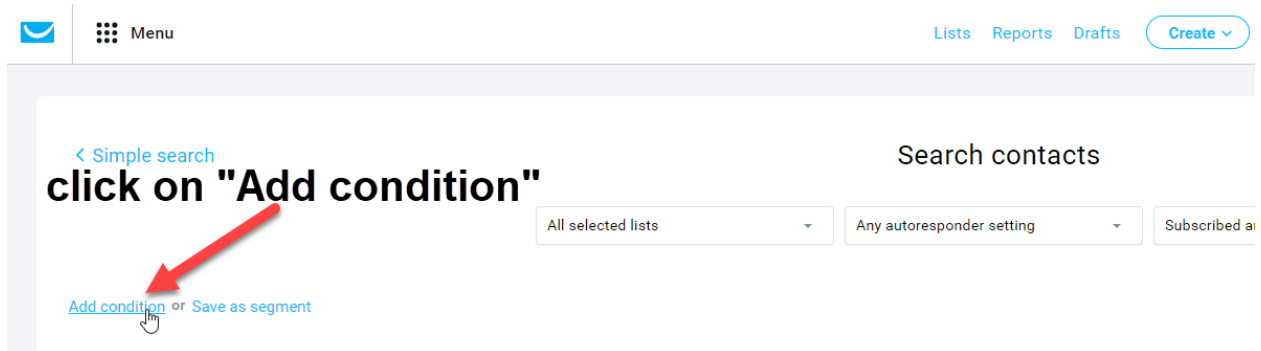 Menu
Lists Reports Drafts Create
Simple search
Search contacts
click on "Add condition"
All selected lists
Any autoresponder setting
Subscribed
Add condition or Save as segment